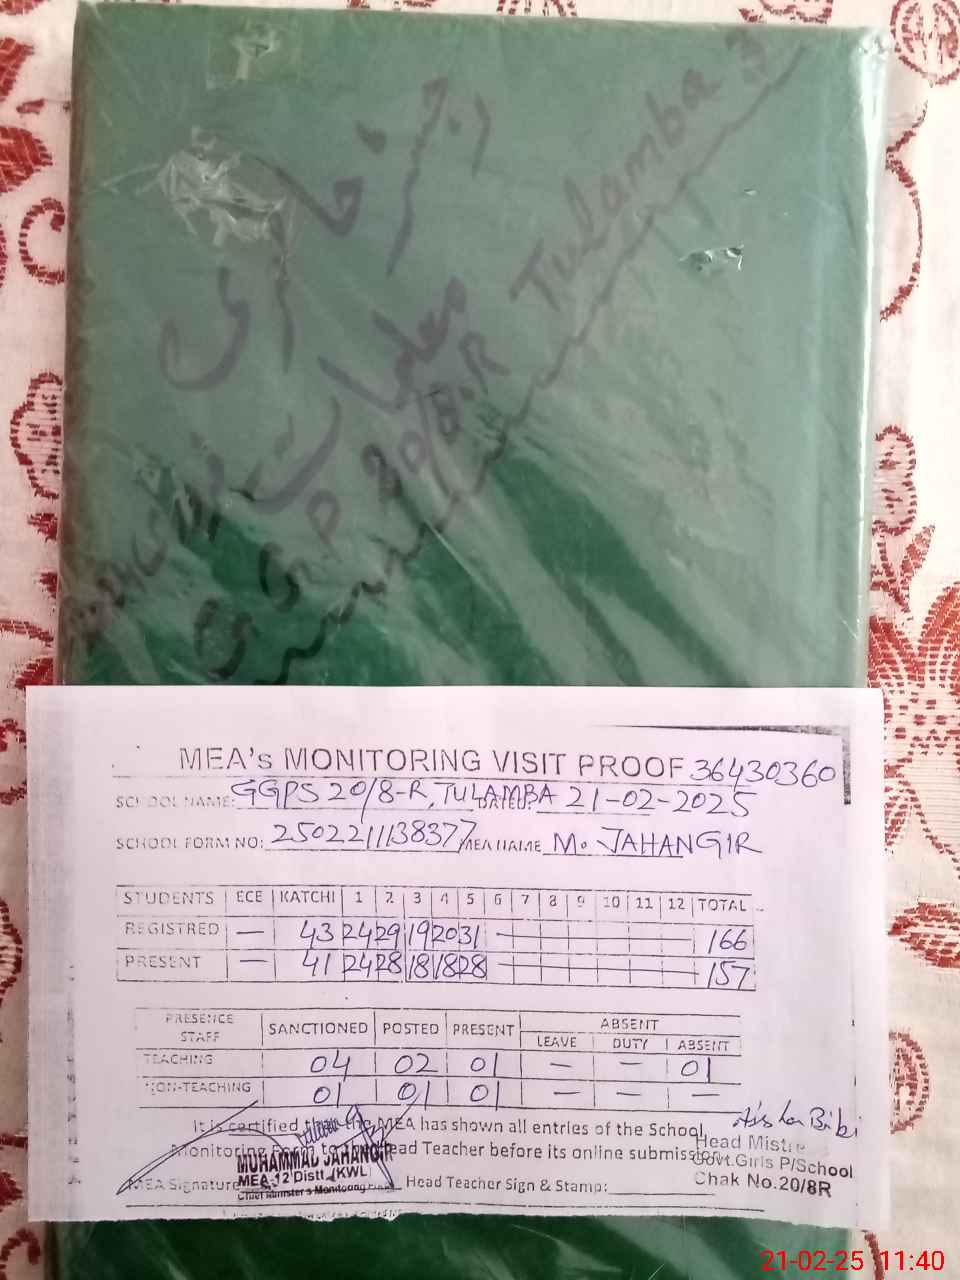 Tulamba 3
GGP 20/8.R
MEA's MONITORING VISIT PROOF 36430360
SCHOOL NAME: GGPS 20/8-R, TULAMBA DATED: 21-02-2025
SCHOOL FORM NO: 250221113837 MEA NAME M. JAHANGIR
STUDENTS ECE KATCHI 1 2 3 4 5 6 7 8 9 10 11 12 TOTAL
REGISTRED — 43 24 29 19 20 31 — 166
PRESENT — 41 24 28 18 18 28 — 157
PRESENCE STAFF SANCTIONED POSTED PRESENT ABSENT
LEAVE DUTY ABSENT
TEACHING 04 02 01 — — 01
NON-TEACHING 01 01 01 — — —
It is certified that the MEA has shown all entries of the School
Monitoring Form to the Head Teacher before its online submission.
MEA Signature Head Teacher Sign & Stamp:
MUHAMMAD JAHANGIR
MEA-12 Distt. (KWL)
Chief Minister's Monitoring
Aisha Bibi
Head Mistre
Govt.Girls P/School
Chak No.20/8R
21-02-25 11:40